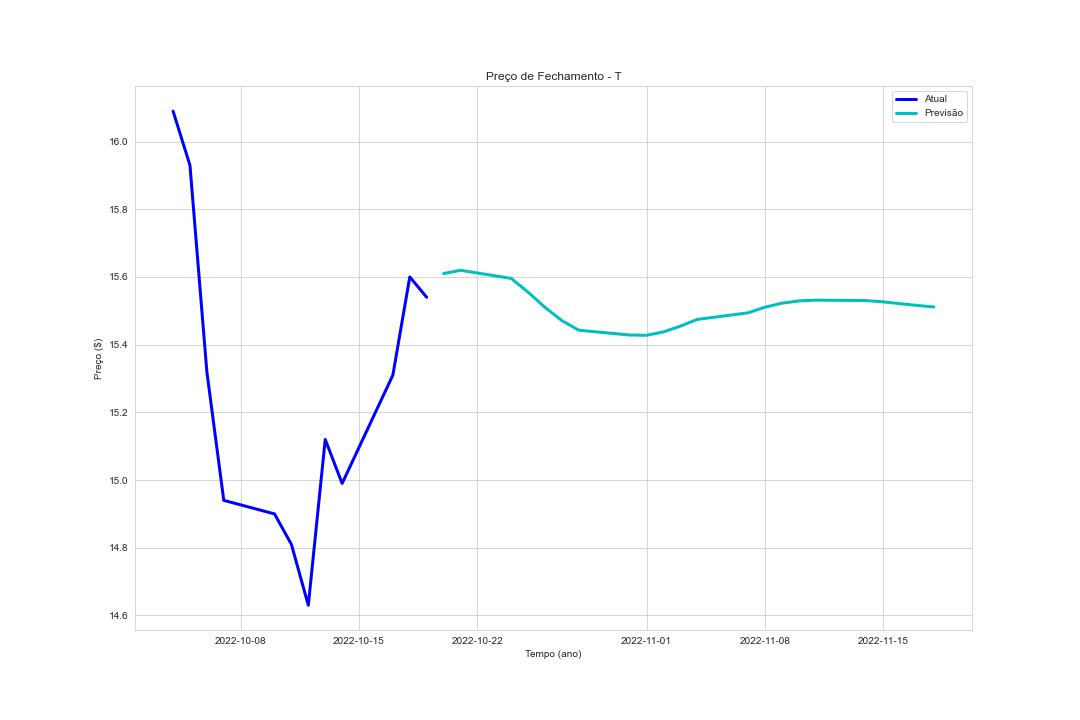 Preço de Fechamento - T
Atual
Previsão
16.0
15.8
15.6
15.4
15.2
15.0
14.8
14.6
Preço ($)
2022-10-08
2022-10-15
2022-10-22
2022-11-01
2022-11-08
2022-11-15
Tempo (ano)